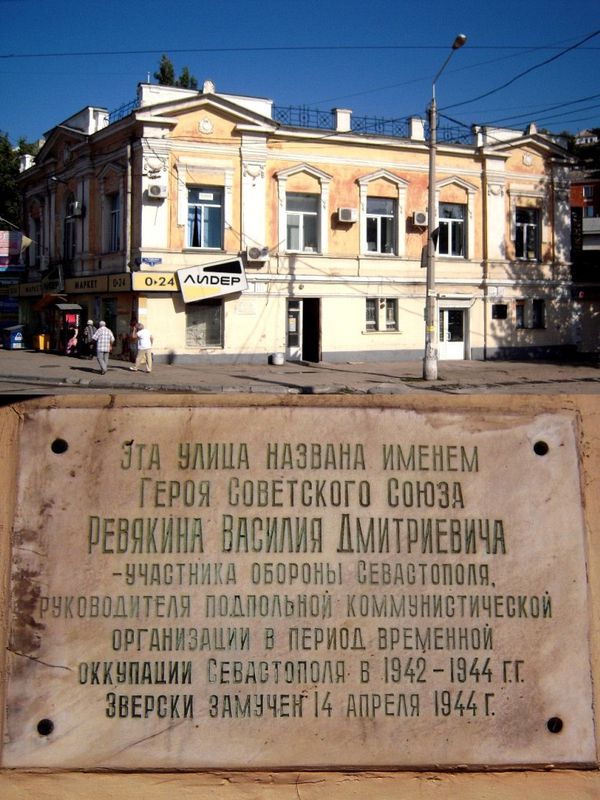 МАРКЕТ
0-24
0-24
ЛИДЕР
Эта улица названа именем
Героя Советского Союза
Ревякина Василия Дмитриевича
-участника обороны Севастополя,
руководителя подпольной коммунистической
организации в период временной
оккупации Севастополя в 1942-1944 г.г.
Зверски замучен 14 апреля 1944 г.